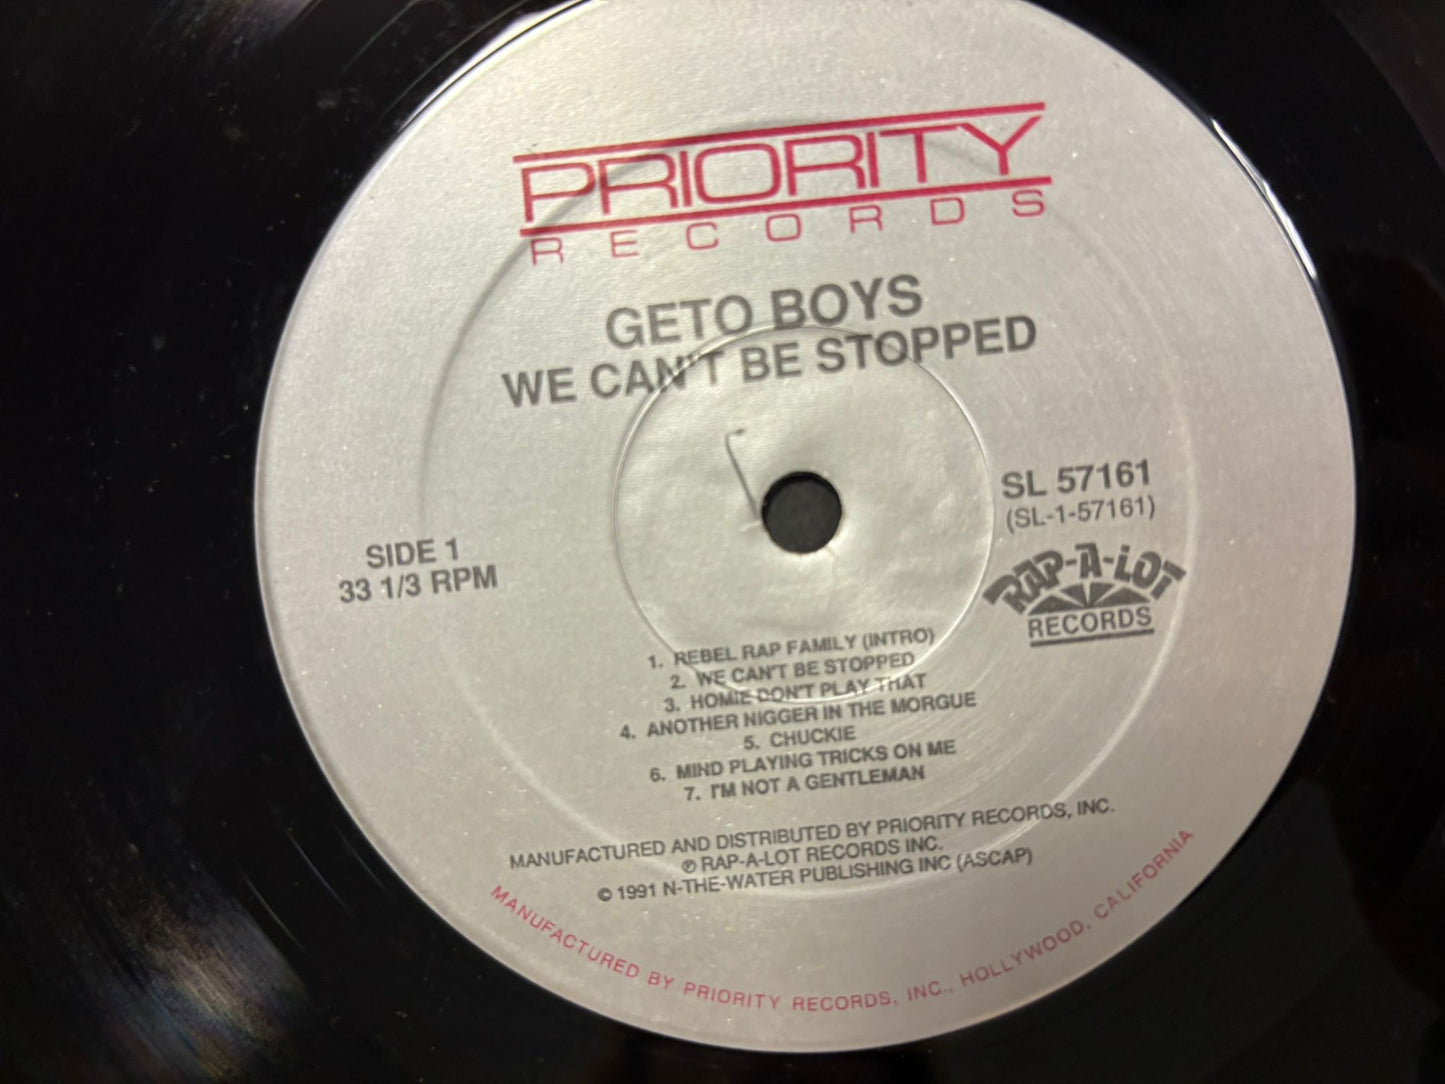 PRIORITY
RECORDS
GETO BOYS
WE CAN'T BE STOPPED
SL 57161
(SL-1-57161)
SIDE 1
33 1/3 RPM
RAP-A-LOT
RECORDS
1. REBEL RAP FAMILY (INTRO)
2. WE CAN'T BE STOPPED
3. HOMIE DON'T PLAY THAT
4. ANOTHER NIGGER IN THE MORGUE
5. CHUCKIE
6. MIND PLAYING TRICKS ON ME
7. I'M NOT A GENTLEMAN
MANUFACTURED AND DISTRIBUTED BY PRIORITY RECORDS, INC.
℗ RAP-A-LOT RECORDS INC.
© 1991 N-THE-WATER PUBLISHING INC (ASCAP)
MANUFACTURED BY PRIORITY RECORDS, INC., HOLLYWOOD, CALIFORNIA